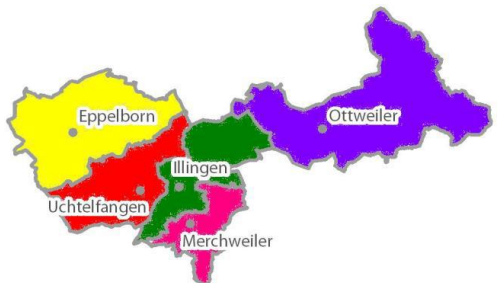 Eppelborn
Ottweiler
Illingen
Uchtelfangen
Merchweiler